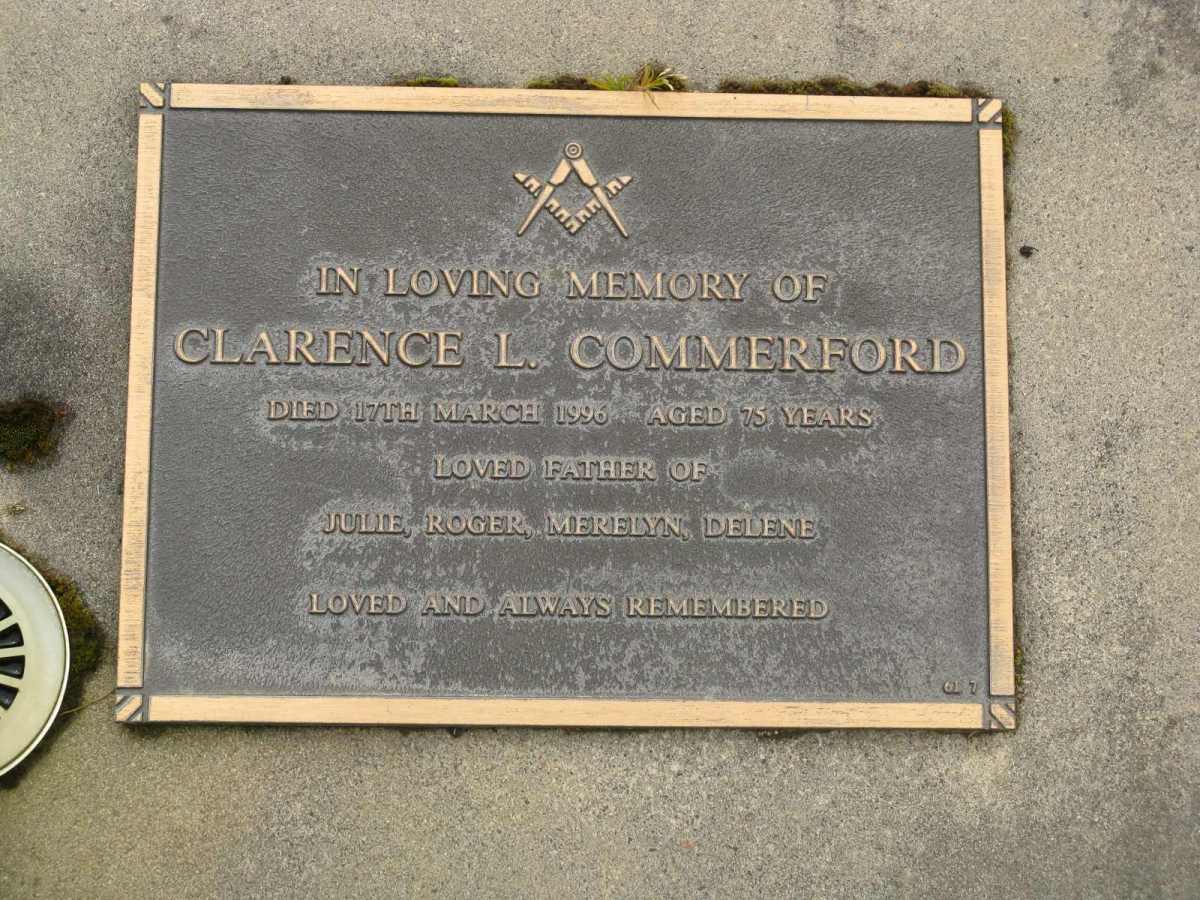 IN LOVING MEMORY OF
CLARENCE L. COMMERFORD
DIED 17TH MARCH 1996 AGED 75 YEARS
LOVED FATHER OF
JULIE, ROGER, MERELYN, DELENE
LOVED AND ALWAYS REMEMBERED